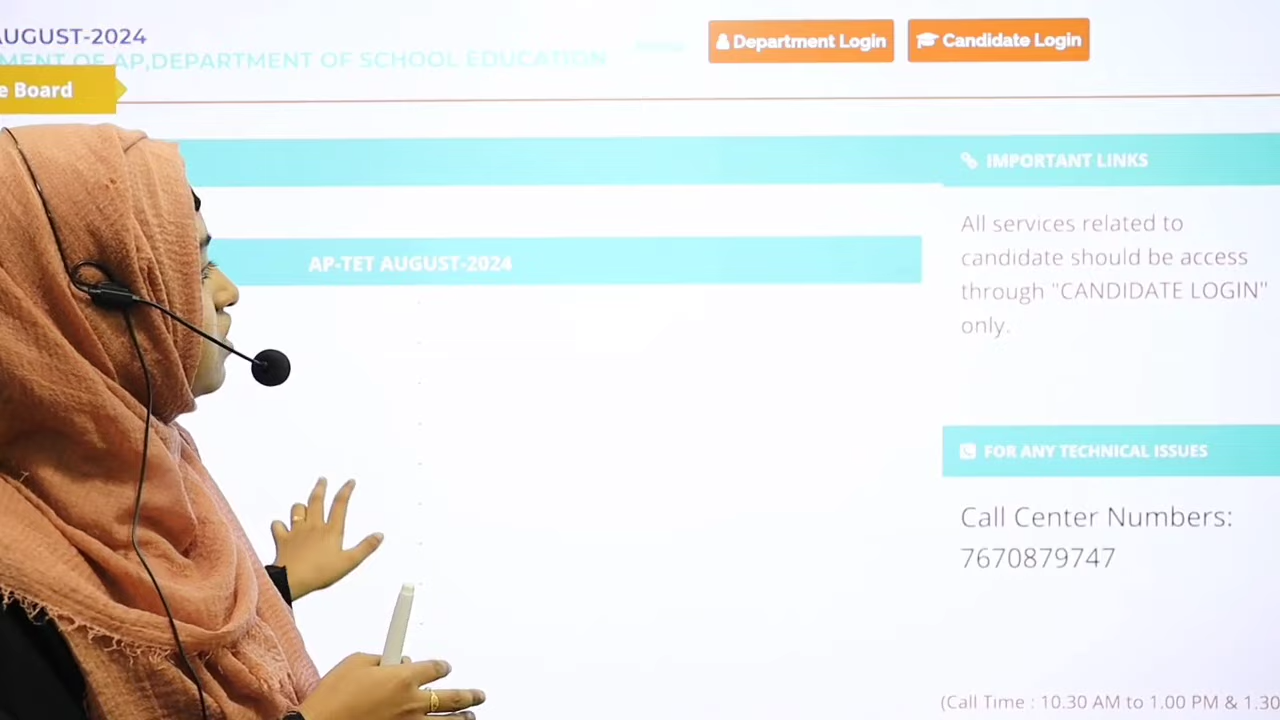 AUGUST-2024
MENT OF AP,DEPARTMENT OF SCHOOL EDUCATION
Department Login
Candidate Login
e Board
IMPORTANT LINKS
All services related to
candidate should be access
through "CANDIDATE LOGIN"
only.
AP-TET AUGUST-2024
FOR ANY TECHNICAL ISSUES
Call Center Numbers:
7670879747
(Call Time : 10.30 AM to 1.00 PM & 1.30